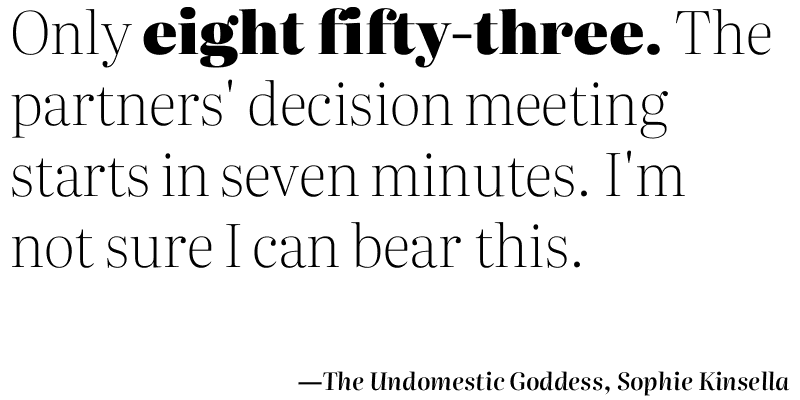 Only eight fifty-three. The
partners' decision meeting
starts in seven minutes. I'm
not sure I can bear this.
—The Undomestic Goddess, Sophie Kinsella